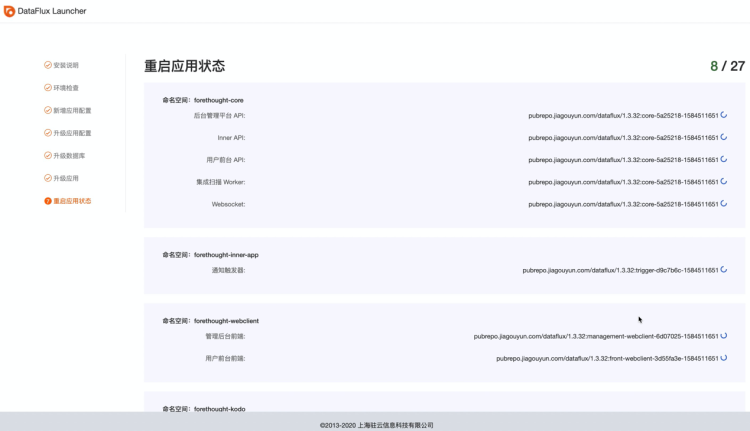 DataFlux Launcher
安装说明
环境检查
新增应用配置
升级应用配置
升级数据库
升级应用
7 重启应用状态
重启应用状态
8 / 27
命名空间：forethought-core
后台管理平台 API: pubrepo.jiagouyun.com/dataflux/1.3.32:core-5a25218-1584511651
Inner API: pubrepo.jiagouyun.com/dataflux/1.3.32:core-5a25218-1584511651
用户前台 API: pubrepo.jiagouyun.com/dataflux/1.3.32:core-5a25218-1584511651
集成扫描 Worker: pubrepo.jiagouyun.com/dataflux/1.3.32:core-5a25218-1584511651
Websocket: pubrepo.jiagouyun.com/dataflux/1.3.32:core-5a25218-1584511651
命名空间：forethought-inner-app
通知触发器: pubrepo.jiagouyun.com/dataflux/1.3.32:trigger-d9c7b6c-1584511651
命名空间：forethought-webclient
管理后台前端: pubrepo.jiagouyun.com/dataflux/1.3.32:management-webclient-6d07025-1584511651
用户前台前端: pubrepo.jiagouyun.com/dataflux/1.3.32:front-webclient-3d55fa3e-1584511651
命名空间：forethought-kodo
©2013-2020 上海驻云信息科技有限公司